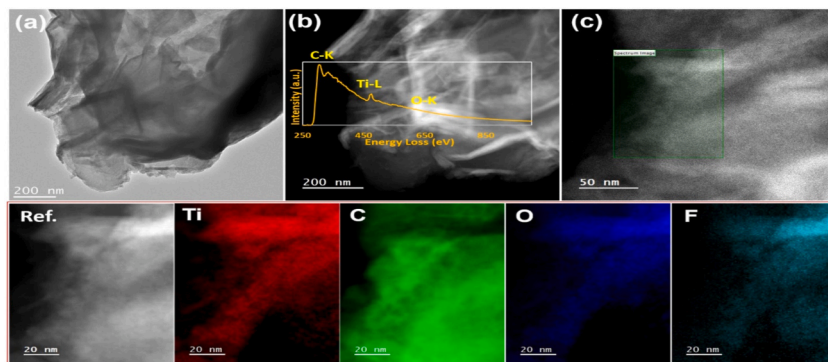 (a)
200 nm
(b)
C-K
Ti-L
O-K
Intensity (a.u.)
250 450 650 850
Energy Loss (eV)
200 nm
(c)
Spectrum Image
50 nm
Ref.
20 nm
Ti
20 nm
C
20 nm
O
20 nm
F
20 nm